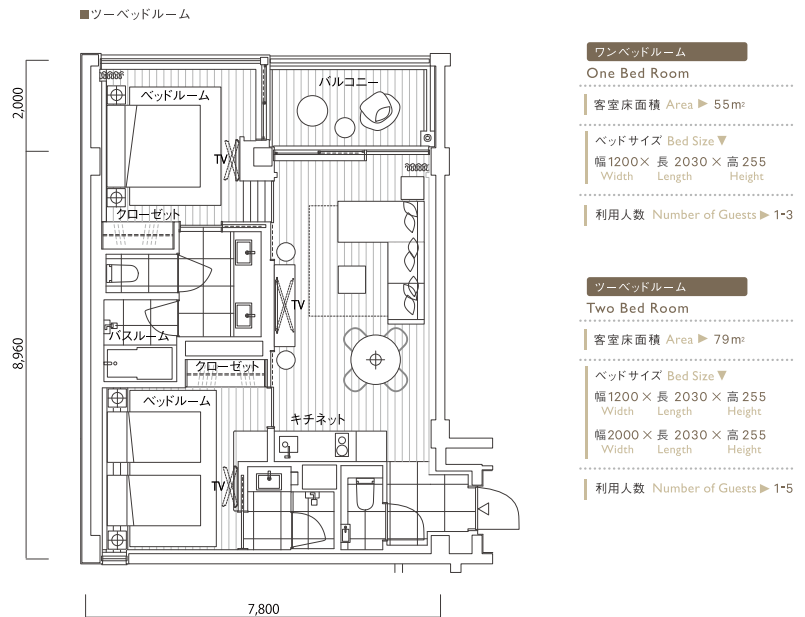 ■ツーベッドルーム
2,000
8,960
7,800
バルコニー
ベッドルーム
TV
クローゼット
TV
バスルーム
クローゼット
ベッドルーム
キチネット
TV
ワンベッドルーム
One Bed Room
客室床面積 Area ▶ 55m²
ベッドサイズ Bed Size ▼
幅1200× 長 2030 × 高 255
Width Length Height
利用人数 Number of Guests ▶ 1-3
ツーベッドルーム
Two Bed Room
客室床面積 Area ▶ 79m²
ベッドサイズ Bed Size ▼
幅1200× 長 2030 × 高 255
Width Length Height
幅2000 × 長 2030 × 高 255
Width Length Height
利用人数 Number of Guests ▶ 1-5